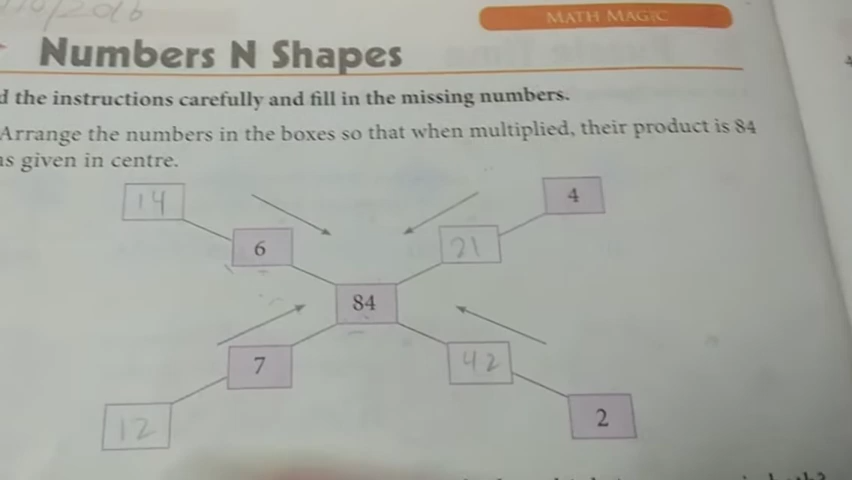 MATH MAGIC
Numbers N Shapes
the instructions carefully and fill in the missing numbers.
Arrange the numbers in the boxes so that when multiplied, their product is 84
as given in centre.
14
4
6
21
84
7
42
12
2